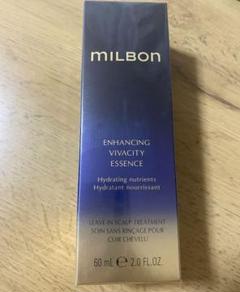 MILBON
ENHANCING
VIVACITY
ESSENCE
Hydrating nutrients
Hydratant nourrissant
LEAVE-IN SCALP TREATMENT
SOIN SANS RINÇAGE POUR
CUIR CHEVELU
60 ml ℮ 2.0 FL.OZ.